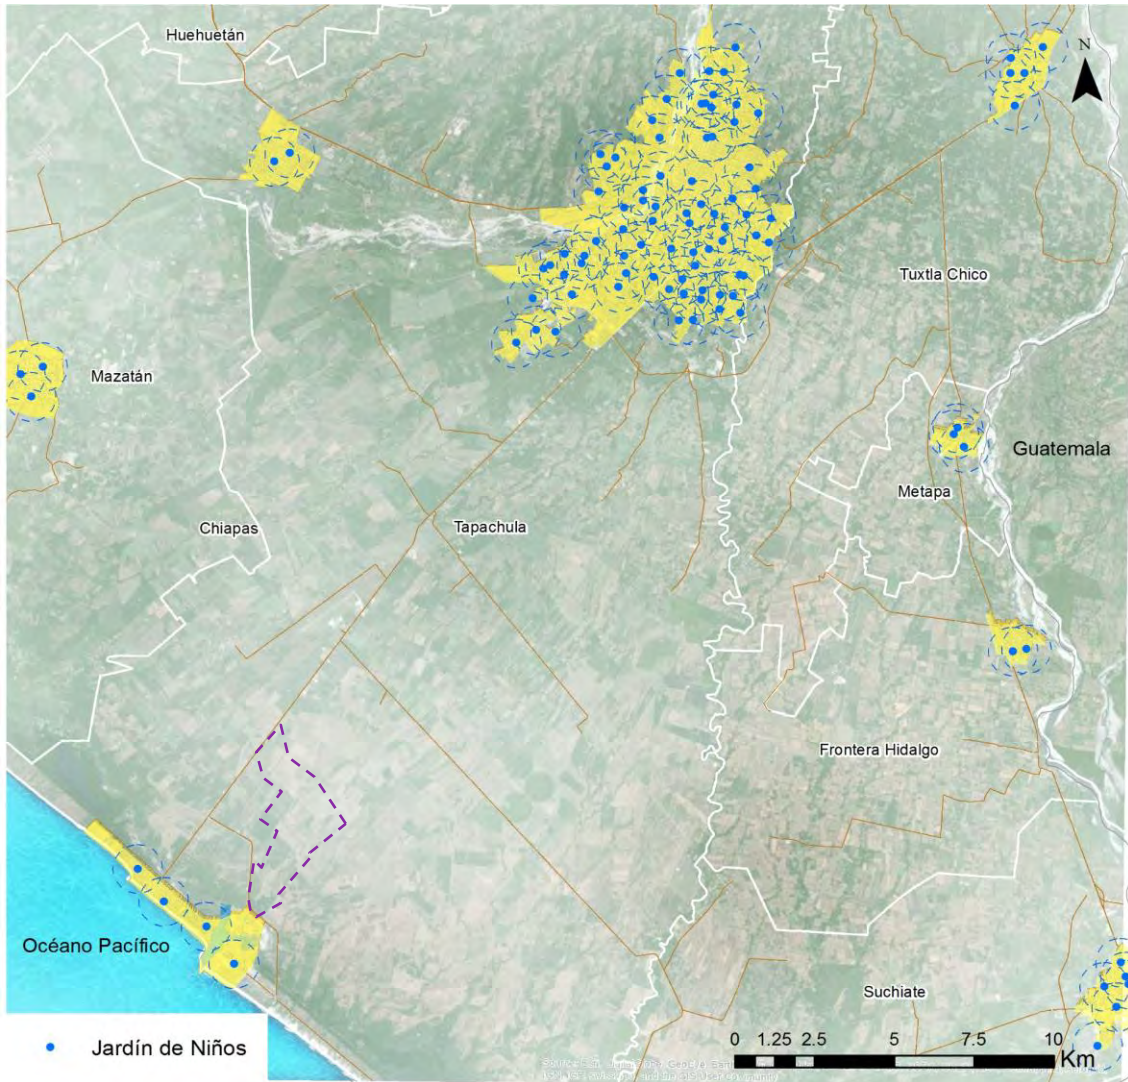 Huehuetán
N
Tuxtla Chico
Mazatán
Guatemala
Metapa
Chiapas
Tapachula
Frontera Hidalgo
Océano Pacífico
Suchiate
Jardín de Niños
0 1.25 2.5 5 7.5 10
Km